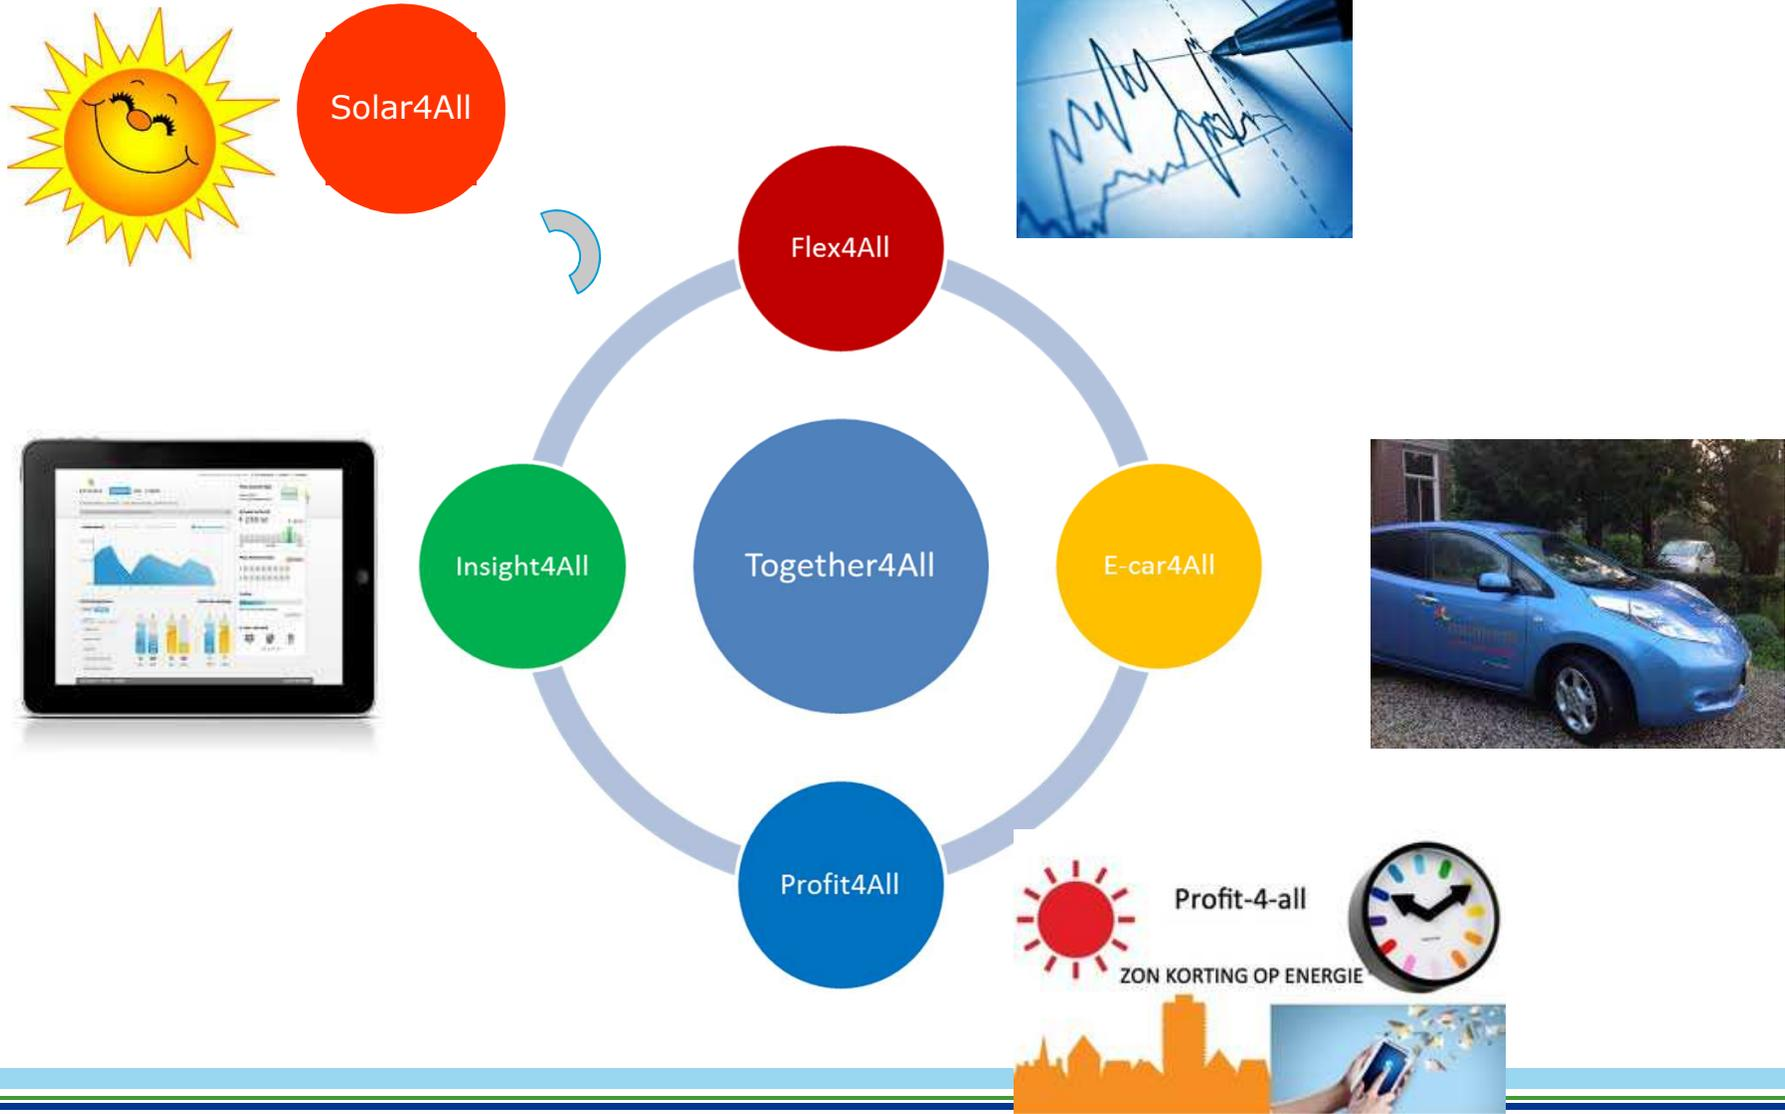 Solar4All
Flex4All
Insight4All
Together4All
E-car4All
Profit4All
Profit-4-all
ZON KORTING OP ENERGIE